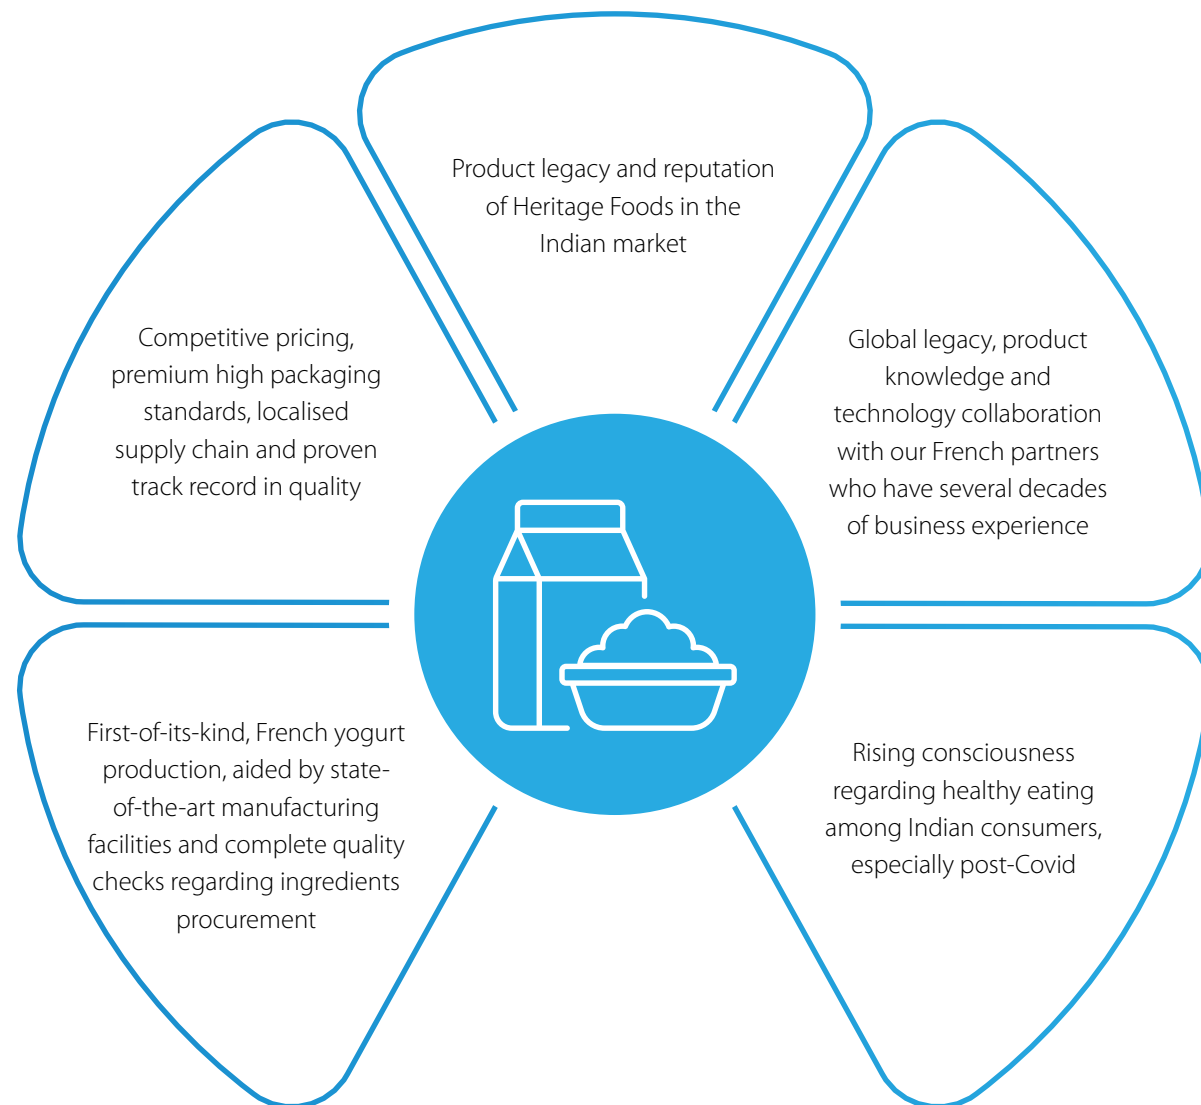 Product legacy and reputation
of Heritage Foods in the
Indian market
Global legacy, product
knowledge and
technology collaboration
with our French partners
who have several decades
of business experience
Rising consciousness
regarding healthy eating
among Indian consumers,
especially post-Covid
First-of-its-kind, French yogurt
production, aided by state-
of-the-art manufacturing
facilities and complete quality
checks regarding ingredients
procurement
Competitive pricing,
premium high packaging
standards, localised
supply chain and proven
track record in quality